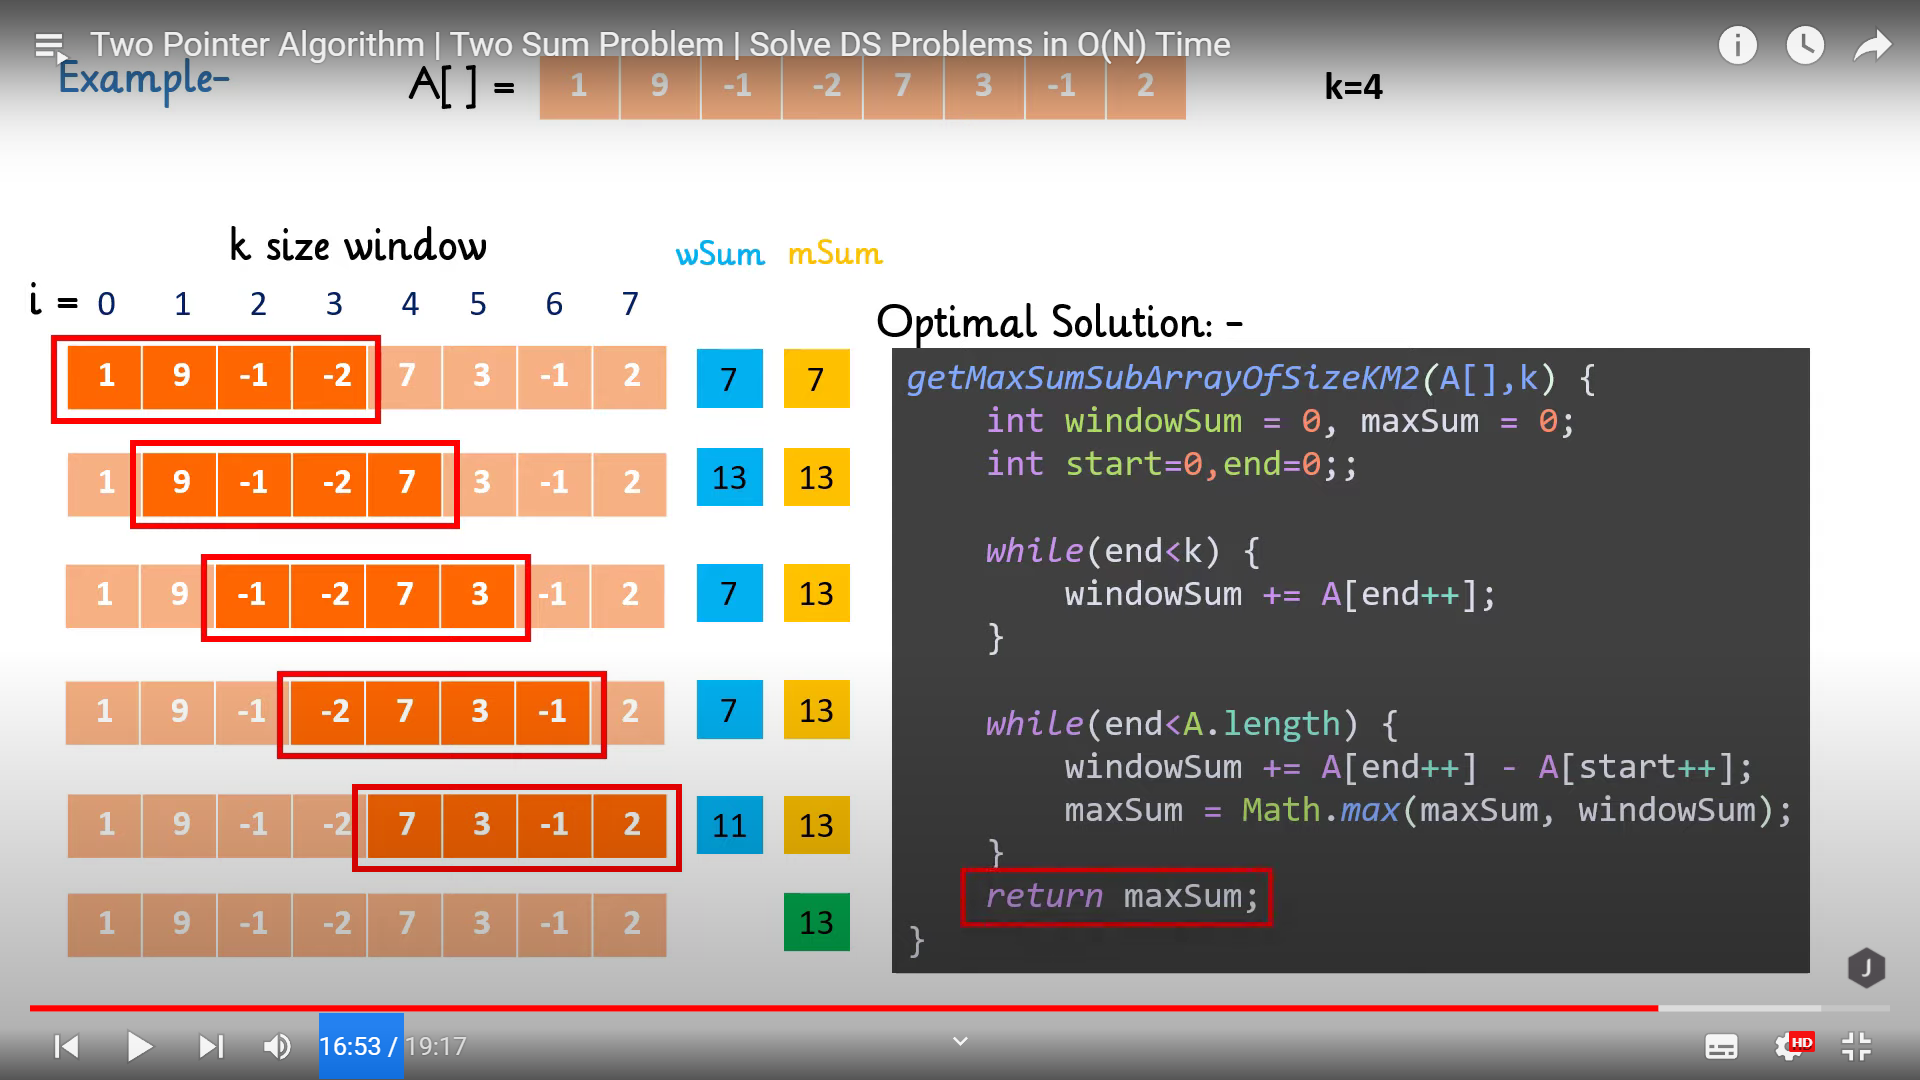 Two Pointer Algorithm | Two Sum Problem | Solve DS Problems in O(N) Time
Example-
A[ ] = 1 9 -1 -2 7 3 -1 2
k=4
k size window
wSum mSum
i = 0 1 2 3 4 5 6 7
1 9 -1 -2 7 3 -1 2 7 7
1 9 -1 -2 7 3 -1 2 13 13
1 9 -1 -2 7 3 -1 2 7 13
1 9 -1 -2 7 3 -1 2 7 13
1 9 -1 -2 7 3 -1 2 11 13
1 9 -1 -2 7 3 -1 2 13
Optimal Solution: -
getMaxSumSubArrayOfSizeKM2(A[],k) {
int windowSum = 0, maxSum = 0;
int start=0,end=0;;
while(end<k) {
windowSum += A[end++];
}
while(end<A.length) {
windowSum += A[end++] - A[start++];
maxSum = Math.max(maxSum, windowSum);
}
return maxSum;
}
J
16:53 / 19:17
HD